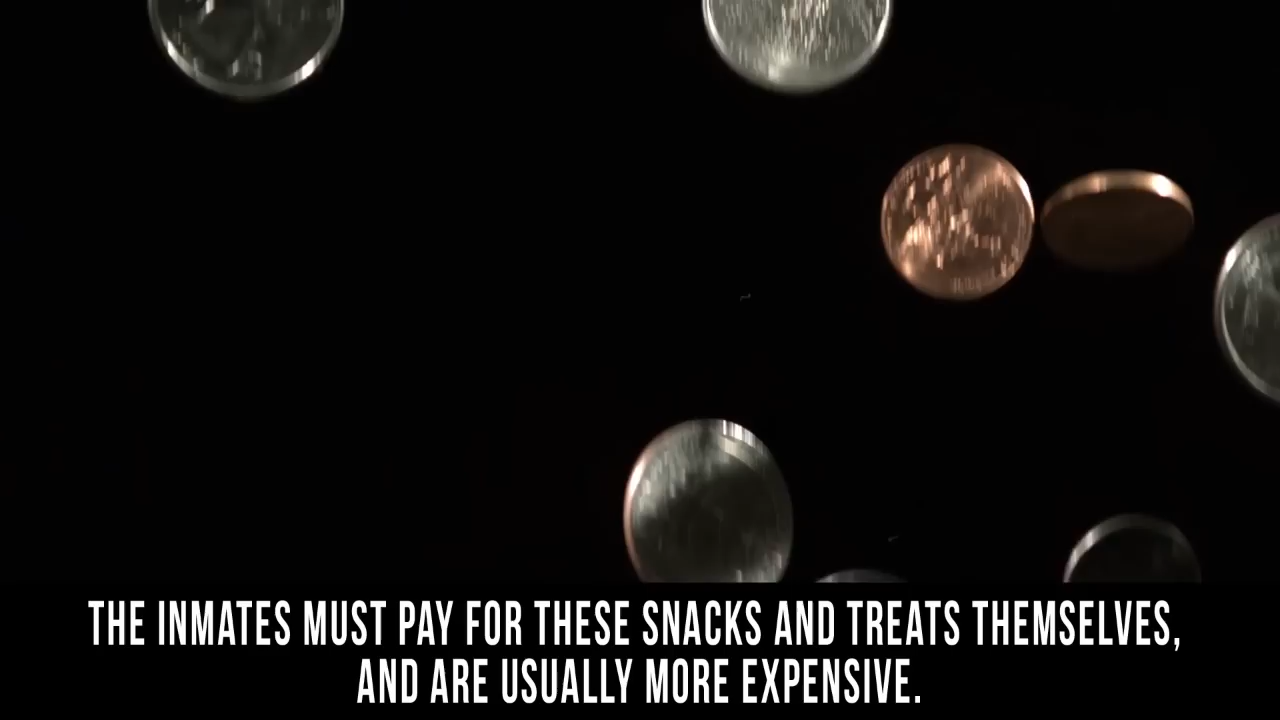 THE INMATES MUST PAY FOR THESE SNACKS AND TREATS THEMSELVES,
AND ARE USUALLY MORE EXPENSIVE.